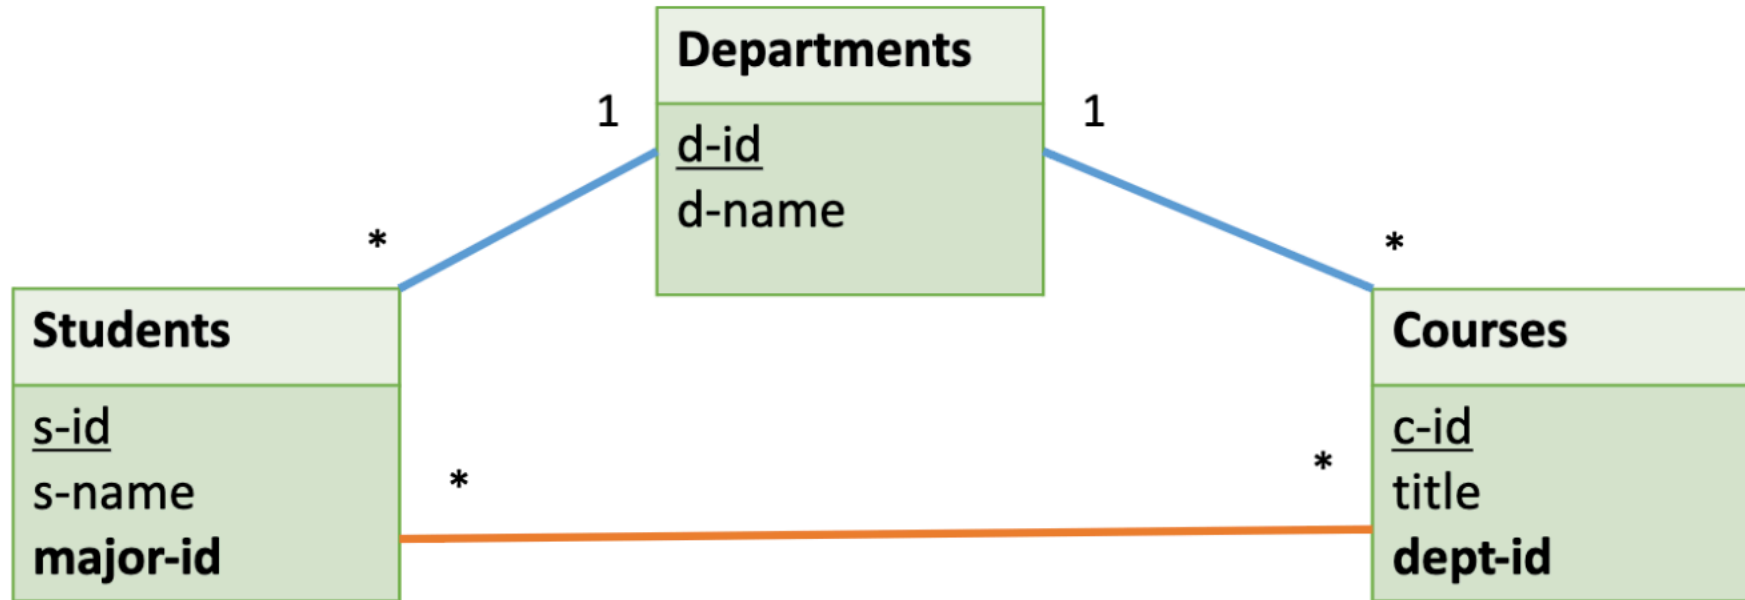 Departments
d-id
d-name
1
1
*
*
Students
s-id
s-name
major-id
*
*
Courses
c-id
title
dept-id